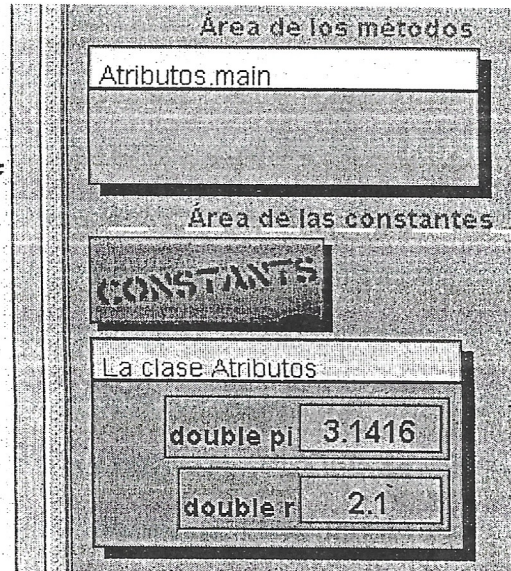 Área de los métodos
Atributos.main
Área de las constantes
CONSTANTS
La clase Atributos
double pi 3.1416
double r 2.1